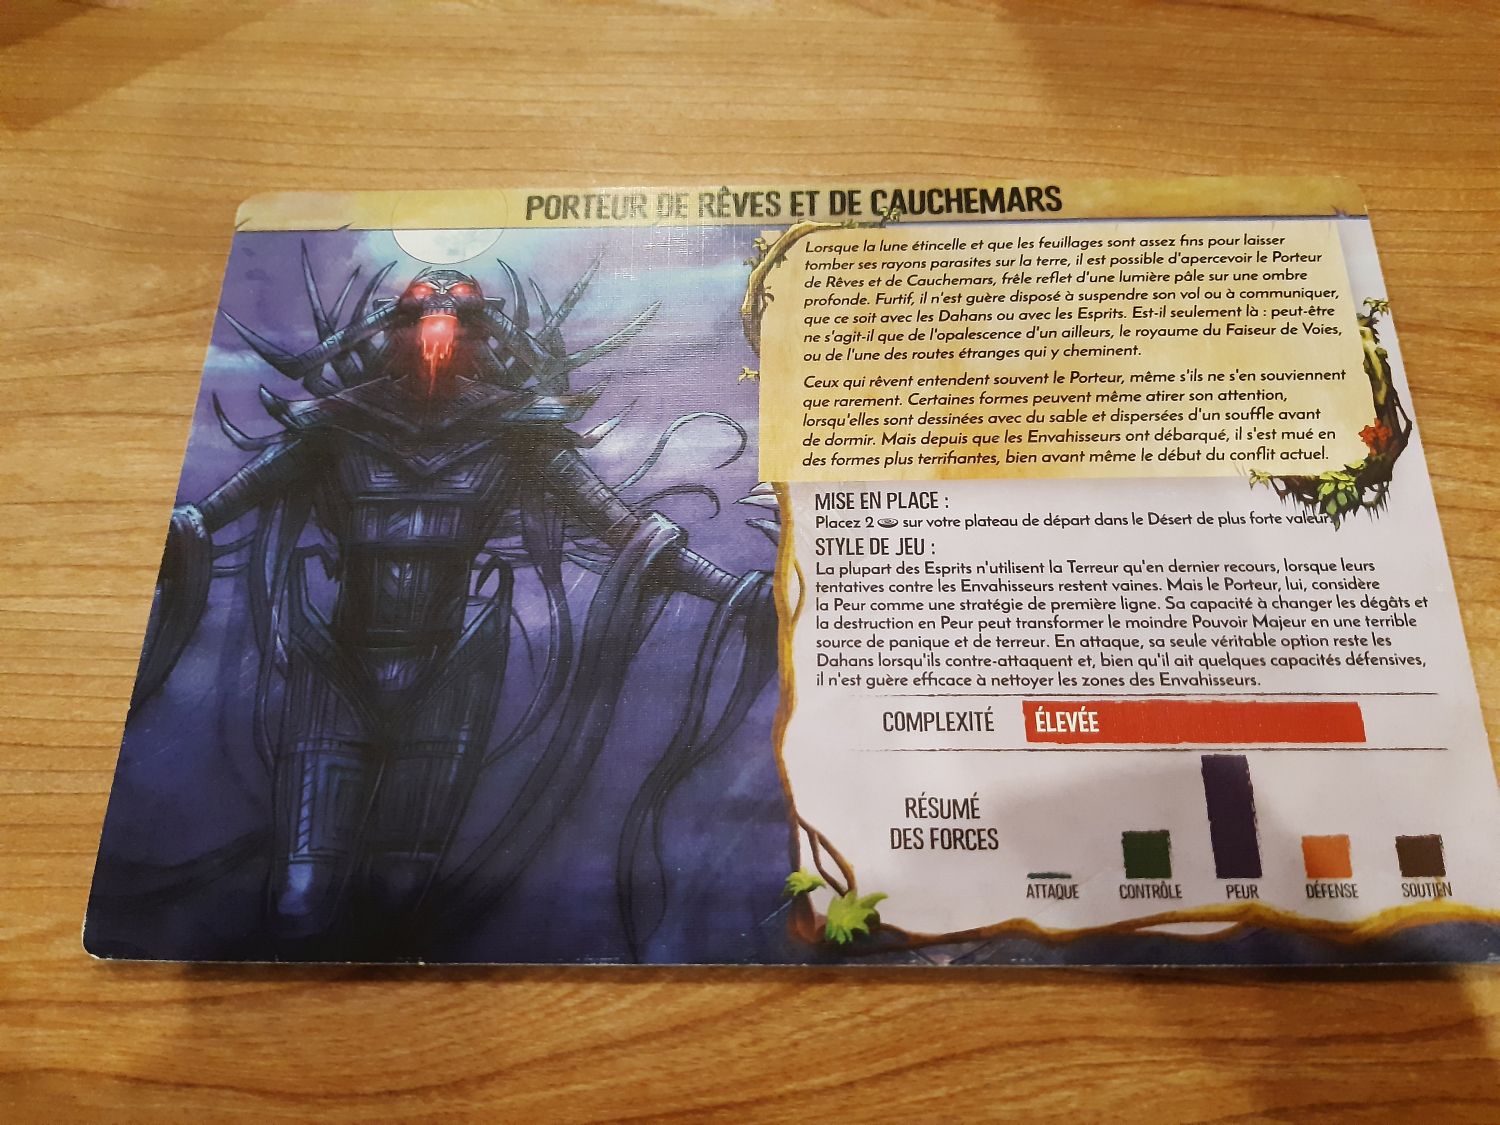 PORTEUR DE RÊVES ET DE CAUCHEMARS
Lorsque la lune étincelle et que les feuillages sont assez fins pour laisser
tomber ses rayons parasites sur la terre, il est possible d'apercevoir le Porteur
de Rêves et de Cauchemars, frêle reflet d'une lumière pâle sur une ombre
profonde. Furtif, il n'est guère disposé à suspendre son vol ou à communiquer,
que ce soit avec les Dahans ou avec les Esprits. Est-il seulement là : peut-être
ne s'agit-il que de l'opalescence d'un ailleurs, le royaume du Faiseur de Voies,
ou de l'une des routes étranges qui y cheminent.
Ceux qui rêvent entendent souvent le Porteur, même s'ils ne s'en souviennent
que rarement. Certaines formes peuvent même atirer son attention,
lorsqu'elles sont dessinées avec du sable et dispersées d'un souffle avant
de dormir. Mais depuis que les Envahisseurs ont débarqué, il s'est mué en
des formes plus terrifiantes, bien avant même le début du conflit actuel.
MISE EN PLACE :
Placez 2 sur votre plateau de départ dans le Désert de plus forte valeur.
STYLE DE JEU :
La plupart des Esprits n'utilisent la Terreur qu'en dernier recours, lorsque leurs
tentatives contre les Envahisseurs restent vaines. Mais le Porteur, lui, considère
la Peur comme une stratégie de première ligne. Sa capacité à changer les dégâts et
la destruction en Peur peut transformer le moindre Pouvoir Majeur en une terrible
source de panique et de terreur. En attaque, sa seule véritable option reste les
Dahans lorsqu'ils contre-attaquent et, bien qu'il ait quelques capacités défensives,
il n'est guère efficace à nettoyer les zones des Envahisseurs.
COMPLEXITÉ ÉLEVÉE
RÉSUMÉ
DES FORCES
ATTAQUE CONTRÔLE PEUR DÉFENSE SOUTIEN